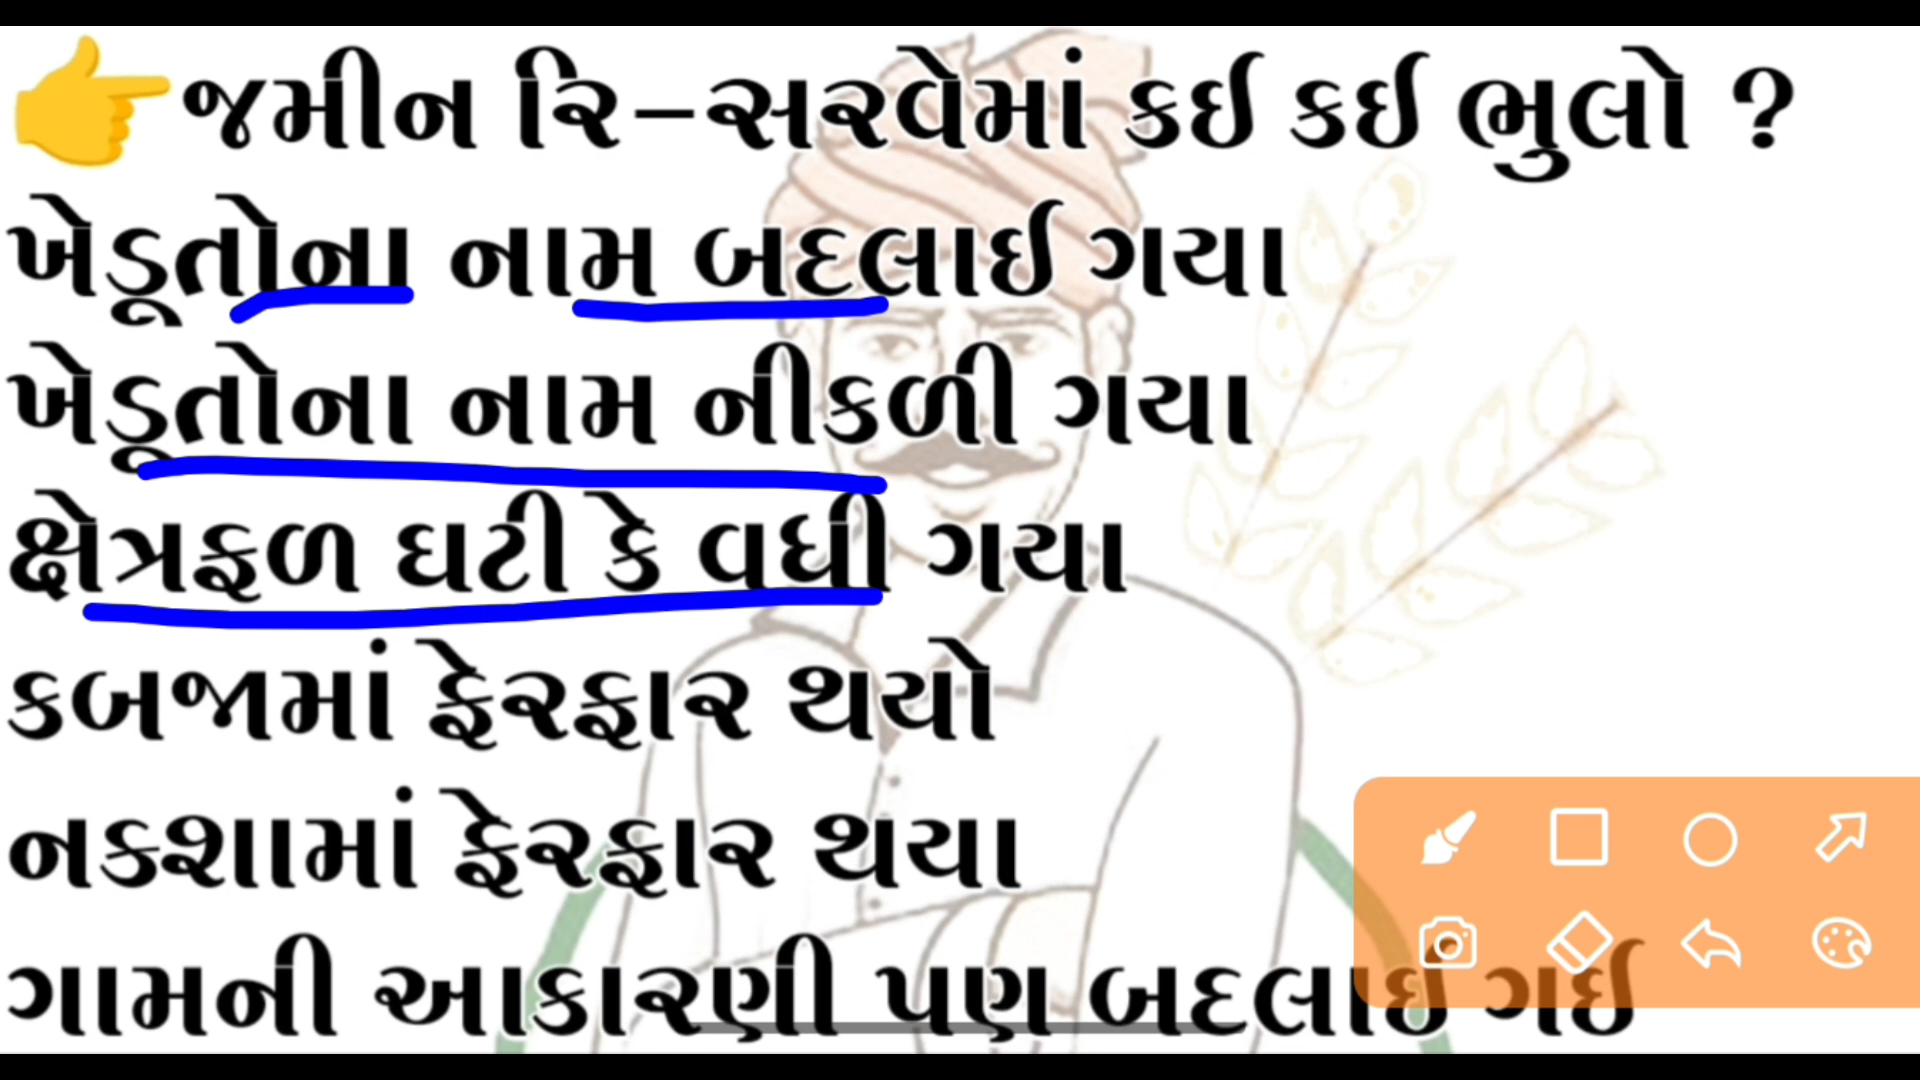 જમીન રિ-સરવેમાં કઈ કઈ ભુલો ?
ખેડૂતોના નામ બદલાઈ ગયા
ખેડૂતોના નામ નીકળી ગયા
ક્ષેત્રફળ ઘટી કે વધી ગયા
કબજામાં ફેરફાર થયો
નકશામાં ફેરફાર થયા
ગામની આકારણી પણ બદલાઈ ગઈ